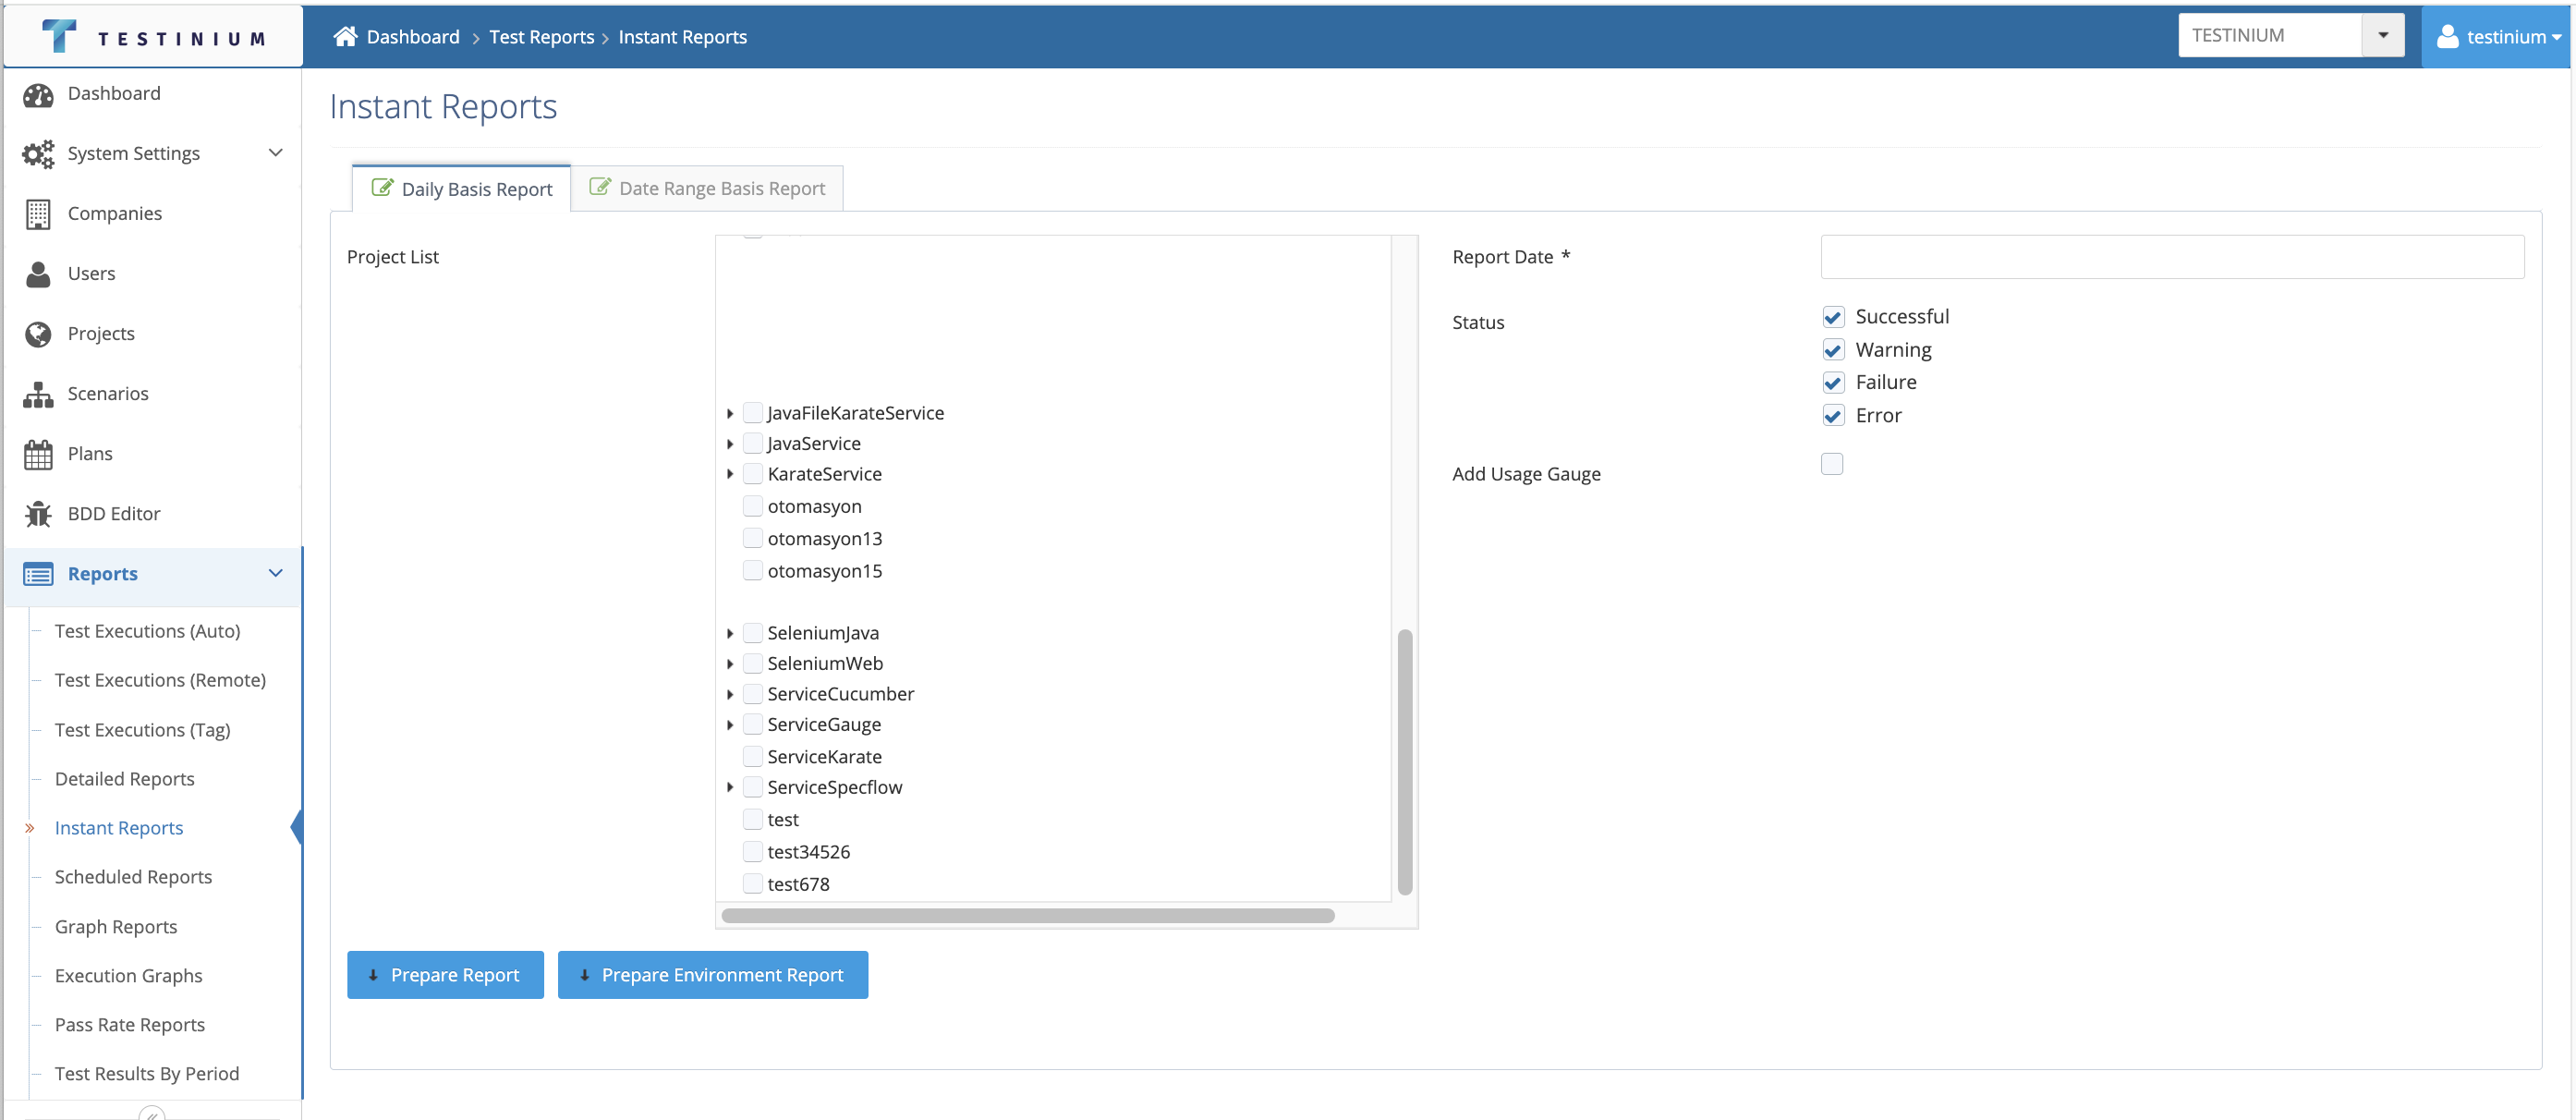 TESTINIUM
Dashboard > Test Reports > Instant Reports
TESTINIUM
testinium
Dashboard
System Settings
Companies
Users
Projects
Scenarios
Plans
BDD Editor
Reports
Test Executions (Auto)
Test Executions (Remote)
Test Executions (Tag)
Detailed Reports
Instant Reports
Scheduled Reports
Graph Reports
Execution Graphs
Pass Rate Reports
Test Results By Period
Instant Reports
Daily Basis Report
Date Range Basis Report
Project List
JavaFileKarateService
JavaService
KarateService
otomasyon
otomasyon13
otomasyon15
SeleniumJava
SeleniumWeb
ServiceCucumber
ServiceGauge
ServiceKarate
ServiceSpecflow
test
test34526
test678
Report Date *
Status
Successful
Warning
Failure
Error
Add Usage Gauge
Prepare Report
Prepare Environment Report